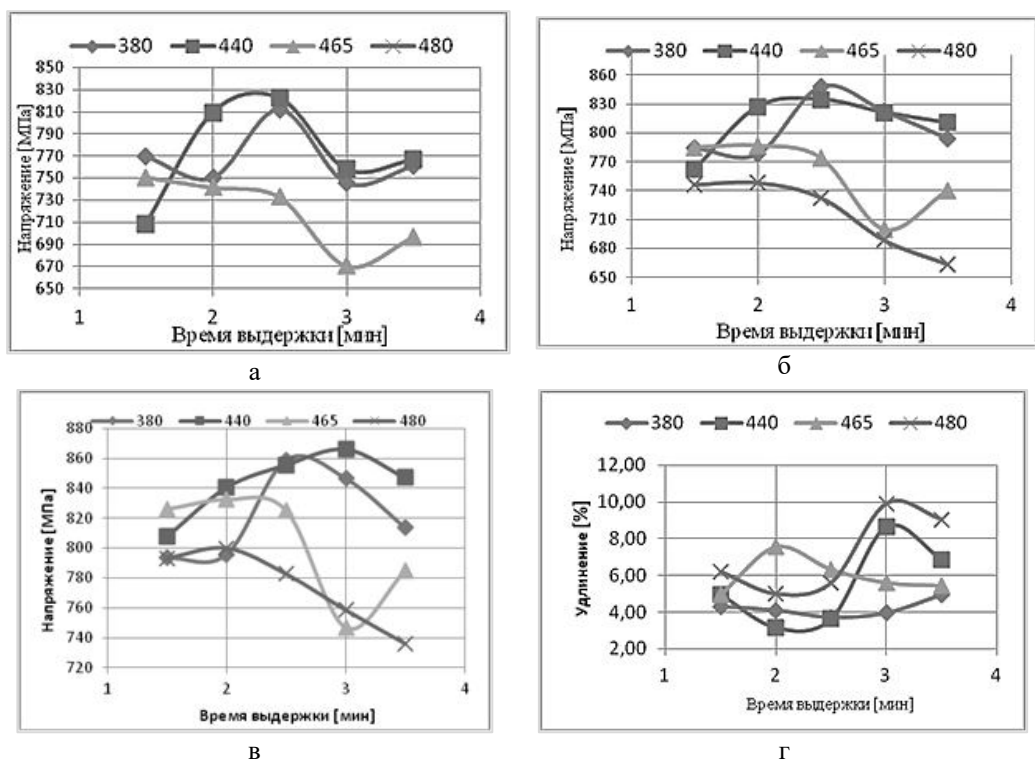 380 440 465 480
850
830
810
790
770
750
730
710
690
670
650
Напряжение [МПа]
1 2 3 4
Время выдержки [мин]
а
380 440 465 480
860
830
800
770
740
710
680
650
Напряжение [МПа]
1 2 3 4
Время выдержки [мин]
б
380 440 465 480
880
860
840
820
800
780
760
740
720
Напряжение [МПа]
1 2 3 4
Время выдержки [мин]
в
380 440 465 480
12,00
10,00
8,00
6,00
4,00
2,00
Удлинение [%]
1 2 3 4
Время выдержки [мин]
г